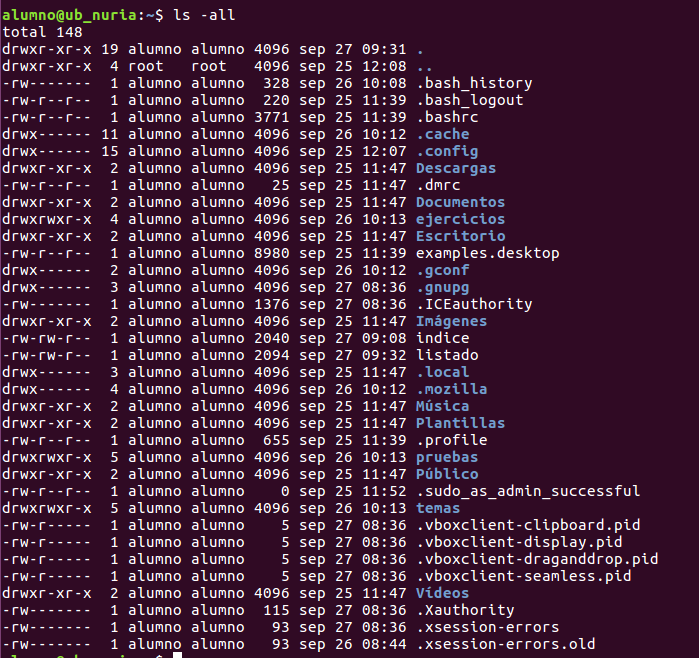 alumno@ub_nuria:~$ ls -all
total 148
drwxr-xr-x 19 alumno alumno 4096 sep 27 09:31 .
drwxr-xr-x  4 root   root   4096 sep 25 12:08 ..
-rw-------  1 alumno alumno  328 sep 26 10:08 .bash_history
-rw-r--r--  1 alumno alumno  220 sep 25 11:39 .bash_logout
-rw-r--r--  1 alumno alumno 3771 sep 25 11:39 .bashrc
drwx------ 11 alumno alumno 4096 sep 26 10:12 .cache
drwx------ 15 alumno alumno 4096 sep 25 12:07 .config
drwxr-xr-x  2 alumno alumno 4096 sep 25 11:47 Descargas
-rw-r--r--  1 alumno alumno   25 sep 25 11:47 .dmrc
drwxr-xr-x  2 alumno alumno 4096 sep 25 11:47 Documentos
drwxrwxr-x  4 alumno alumno 4096 sep 26 10:13 ejercicios
drwxr-xr-x  2 alumno alumno 4096 sep 25 11:47 Escritorio
-rw-r--r--  1 alumno alumno 8980 sep 25 11:39 examples.desktop
drwx------  2 alumno alumno 4096 sep 26 10:12 .gconf
drwx------  3 alumno alumno 4096 sep 27 08:36 .gnupg
-rw-------  1 alumno alumno 1376 sep 27 08:36 .ICEauthority
drwxr-xr-x  2 alumno alumno 4096 sep 25 11:47 Imágenes
-rw-rw-r--  1 alumno alumno 2040 sep 27 09:08 indice
-rw-rw-r--  1 alumno alumno 2094 sep 27 09:32 listado
drwx------  3 alumno alumno 4096 sep 25 11:47 .local
drwx------  4 alumno alumno 4096 sep 26 10:12 .mozilla
drwxr-xr-x  2 alumno alumno 4096 sep 25 11:47 Música
drwxr-xr-x  2 alumno alumno 4096 sep 25 11:47 Plantillas
-rw-r--r--  1 alumno alumno  655 sep 25 11:39 .profile
drwxrwxr-x  5 alumno alumno 4096 sep 26 10:13 pruebas
drwxr-xr-x  2 alumno alumno 4096 sep 25 11:47 Público
-rw-r--r--  1 alumno alumno    0 sep 25 11:52 .sudo_as_admin_successful
drwxrwxr-x  5 alumno alumno 4096 sep 26 10:13 temas
-rw-r-----  1 alumno alumno    5 sep 27 08:36 .vboxclient-clipboard.pid
-rw-r-----  1 alumno alumno    5 sep 27 08:36 .vboxclient-display.pid
-rw-r-----  1 alumno alumno    5 sep 27 08:36 .vboxclient-draganddrop.pid
-rw-r-----  1 alumno alumno    5 sep 27 08:36 .vboxclient-seamless.pid
drwxr-xr-x  2 alumno alumno 4096 sep 25 11:47 Vídeos
-rw-------  1 alumno alumno  115 sep 27 08:36 .Xauthority
-rw-------  1 alumno alumno   93 sep 27 08:36 .xsession-errors
-rw-------  1 alumno alumno   93 sep 26 08:44 .xsession-errors.old